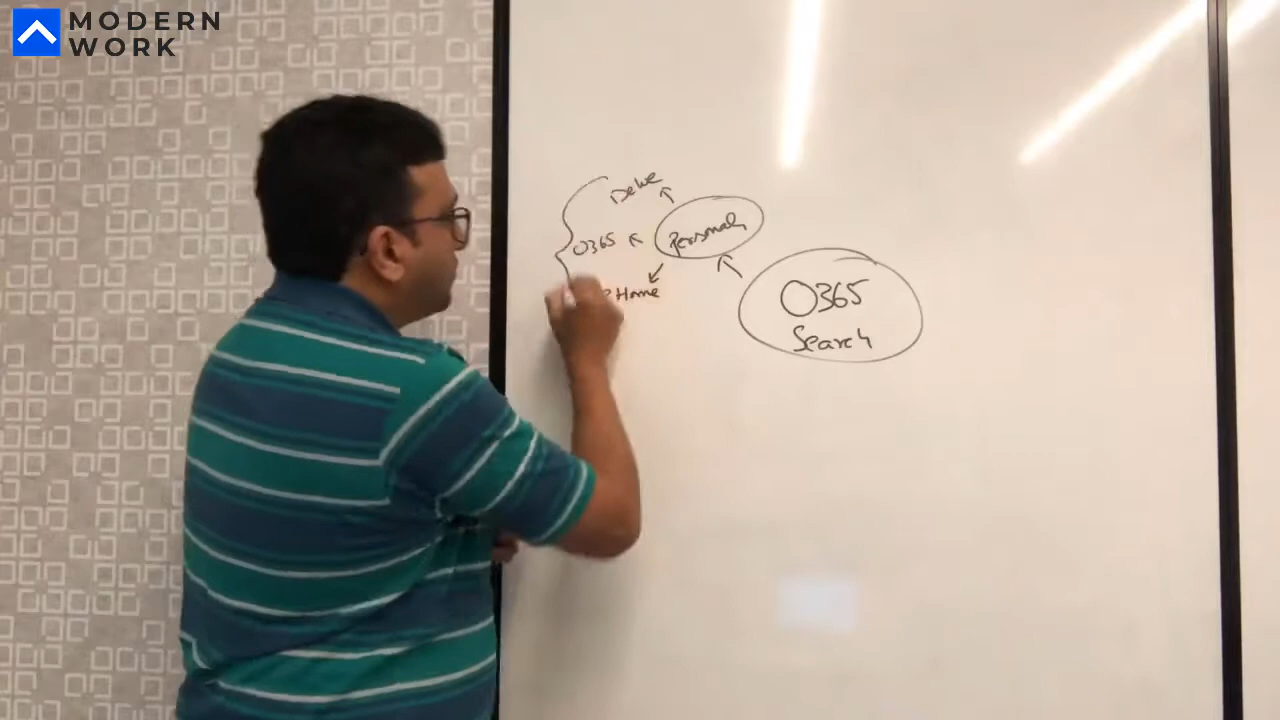 MODERN
WORK
Delve
O365
Personal
Home
O365
Search